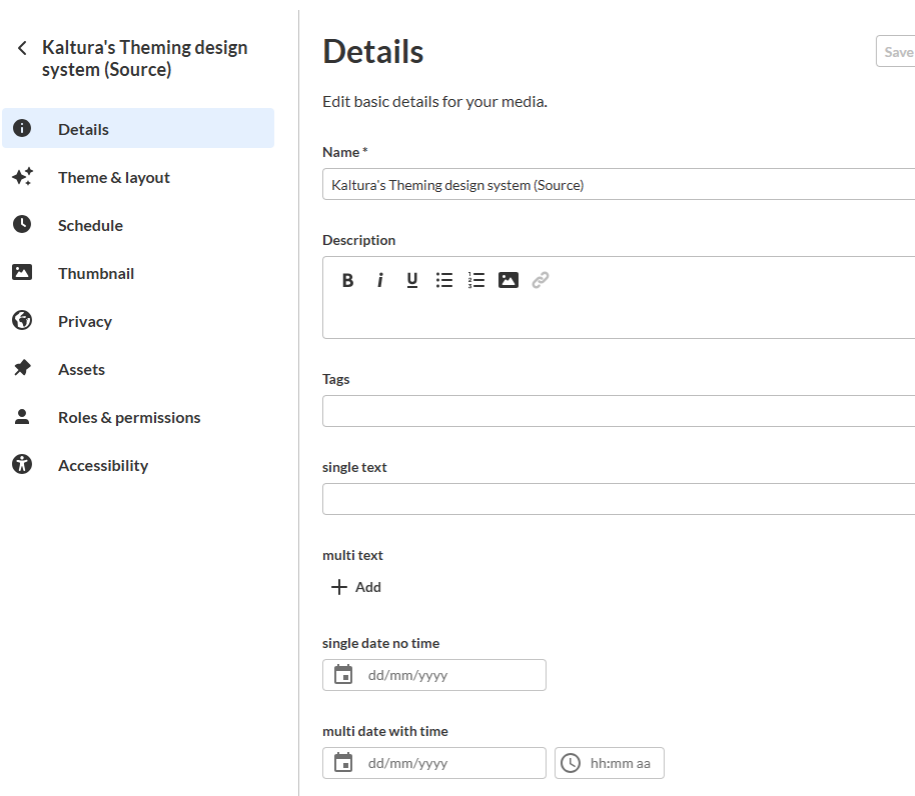 Kaltura's Theming design
system (Source)
Details
Theme & layout
Schedule
Thumbnail
Privacy
Assets
Roles & permissions
Accessibility
Details
Save
Edit basic details for your media.
Name *
Kaltura's Theming design system (Source)
Description
B i U
Tags
single text
multi text
Add
single date no time
dd/mm/yyyy
multi date with time
dd/mm/yyyy hh:mm aa